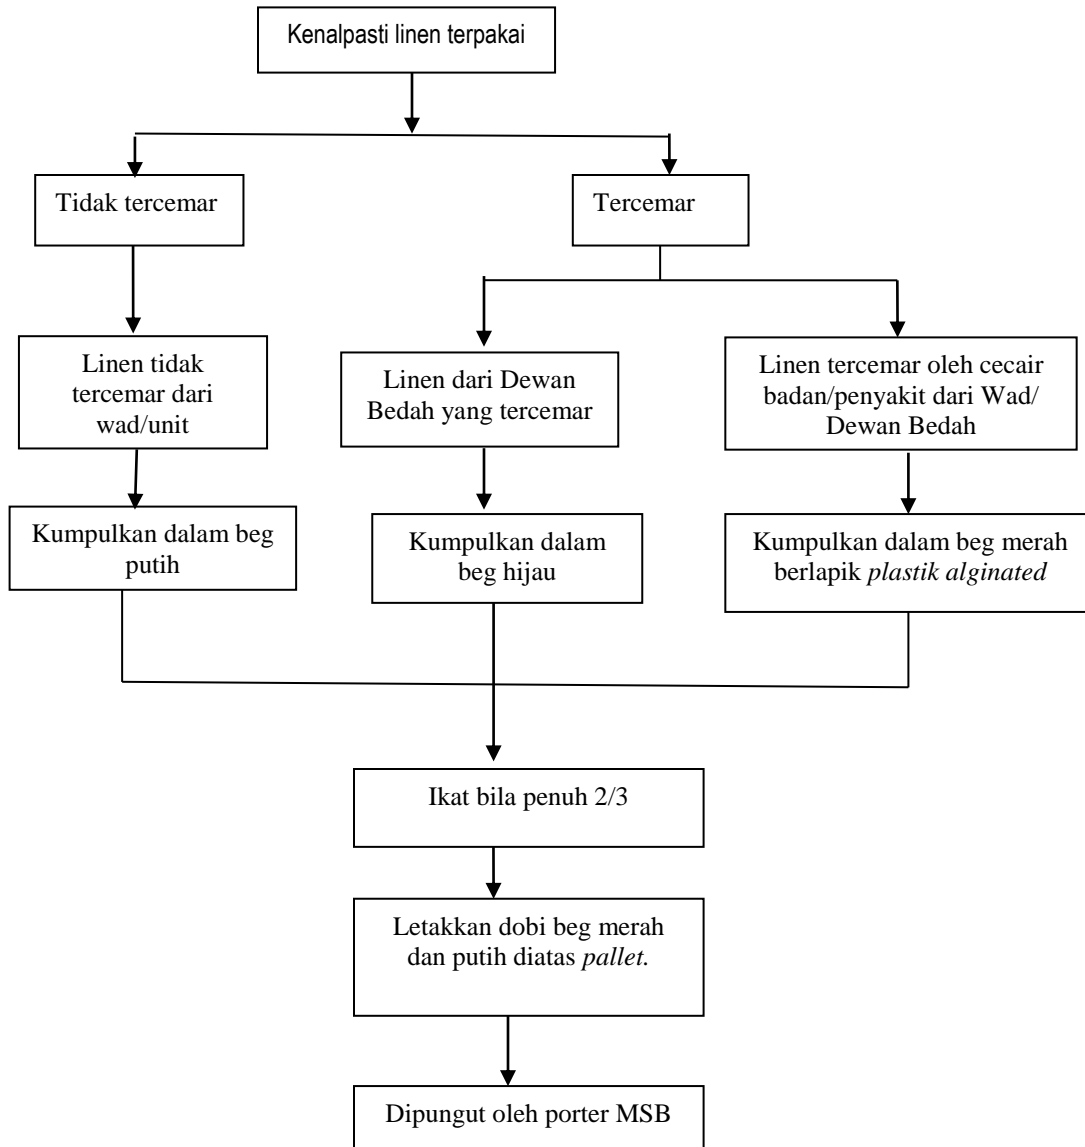 Kenalpasti linen terpakai
Tidak tercemar
Tercemar
Linen tidak
tercemar dari
wad/unit
Linen dari Dewan
Bedah yang tercemar
Linen tercemar oleh cecair
badan/penyakit dari Wad/
Dewan Bedah
Kumpulkan dalam beg
putih
Kumpulkan dalam
beg hijau
Kumpulkan dalam beg merah
berlapik plastik alginated
Ikat bila penuh 2/3
Letakkan dobi beg merah
dan putih diatas pallet.
Dipungut oleh porter MSB